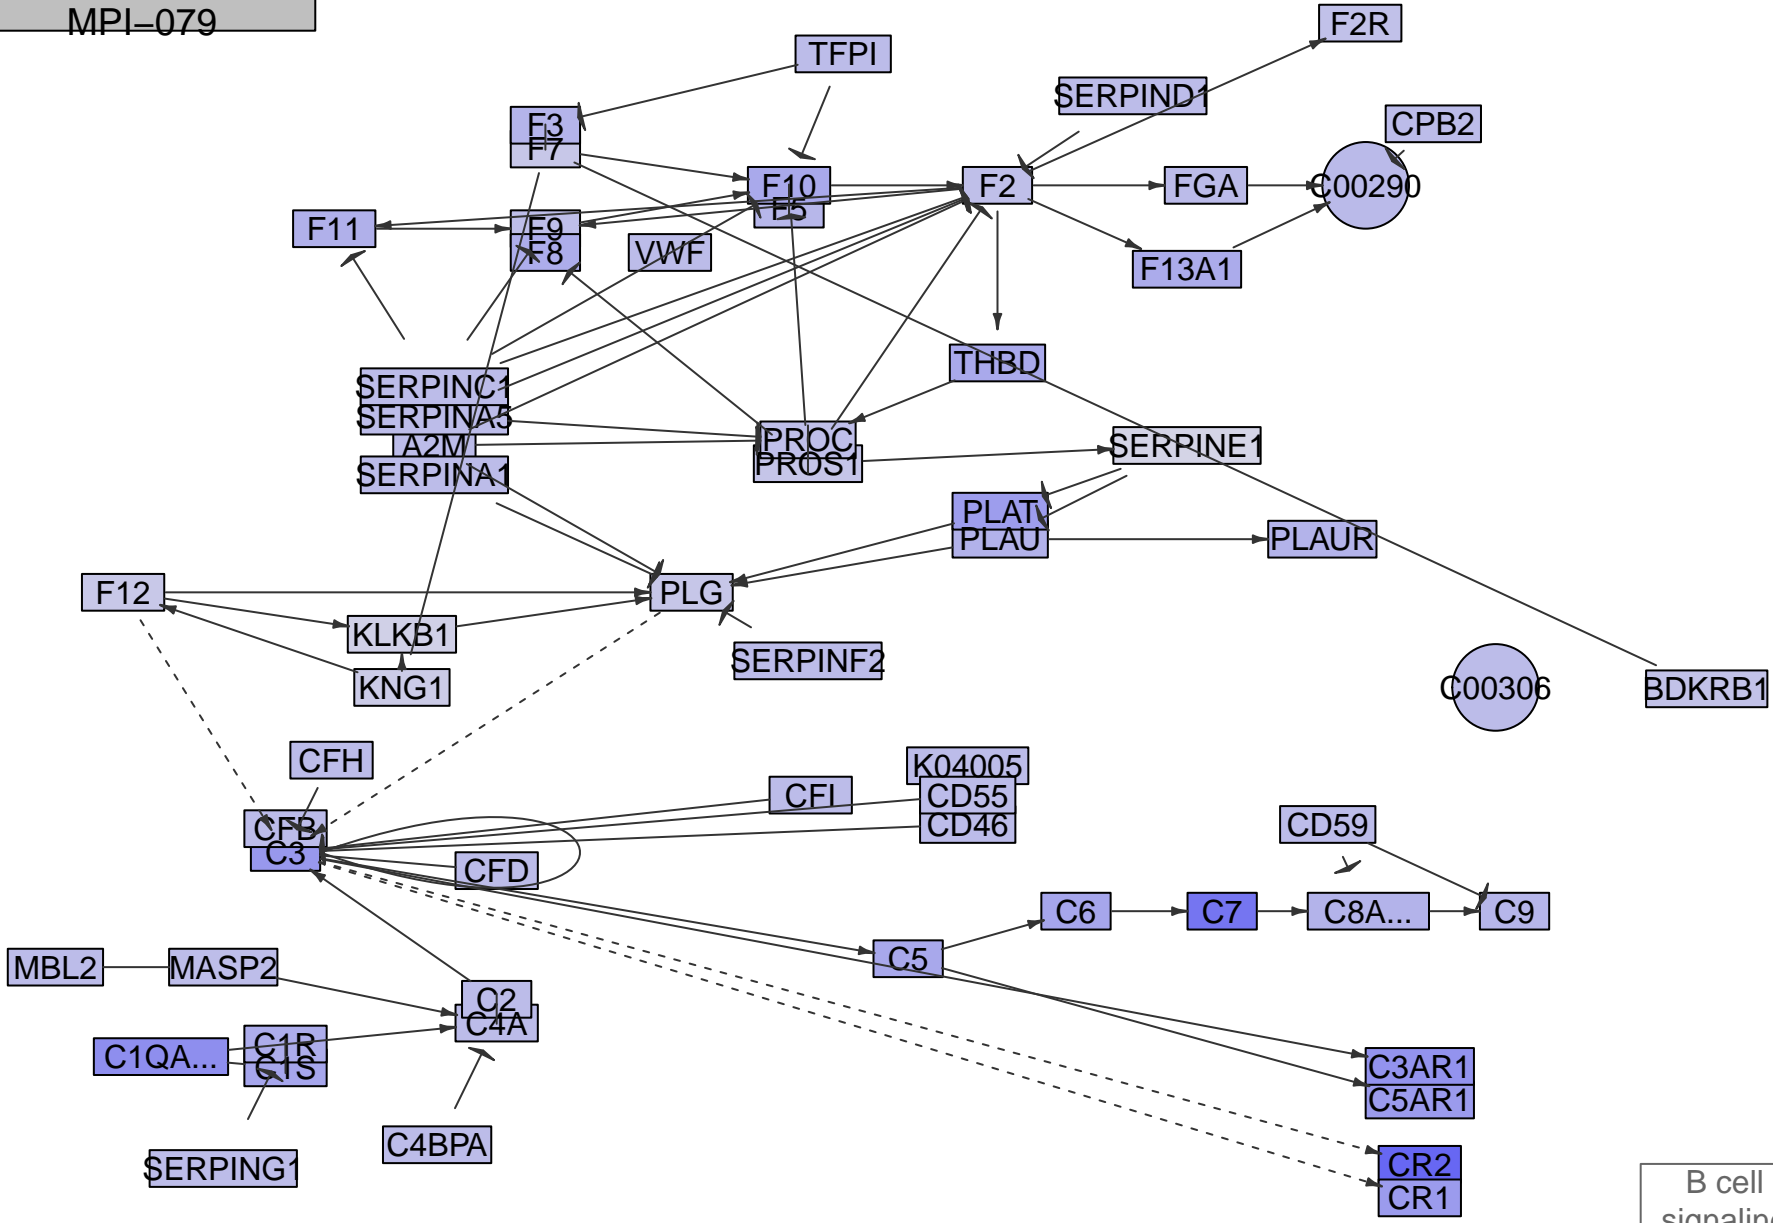 MPI–079
F2R
TFPI
SERPIND1
CPB2
F3
F7
F10
F5
F2
FGA
C00290
F11
F9
F8
VWF
F13A1
THBD
SERPINC1
SERPINA5
A2M
SERPINA1
PROC
PROS1
SERPINE1
PLAT
PLAU
PLAUR
F12
PLG
KLKB1
SERPINF2
KNG1
C00306
BDKRB1
CFH
K04005
CFI
CD55
CD46
CFB
C3
CFD
CD59
C6
C7
C8A...
C9
C5
MBL2
MASP2
C2
C4A
C1QA...
C1R
C1S
C3AR1
C5AR1
C4BPA
SERPING1
CR2
CR1
B cell
signaling